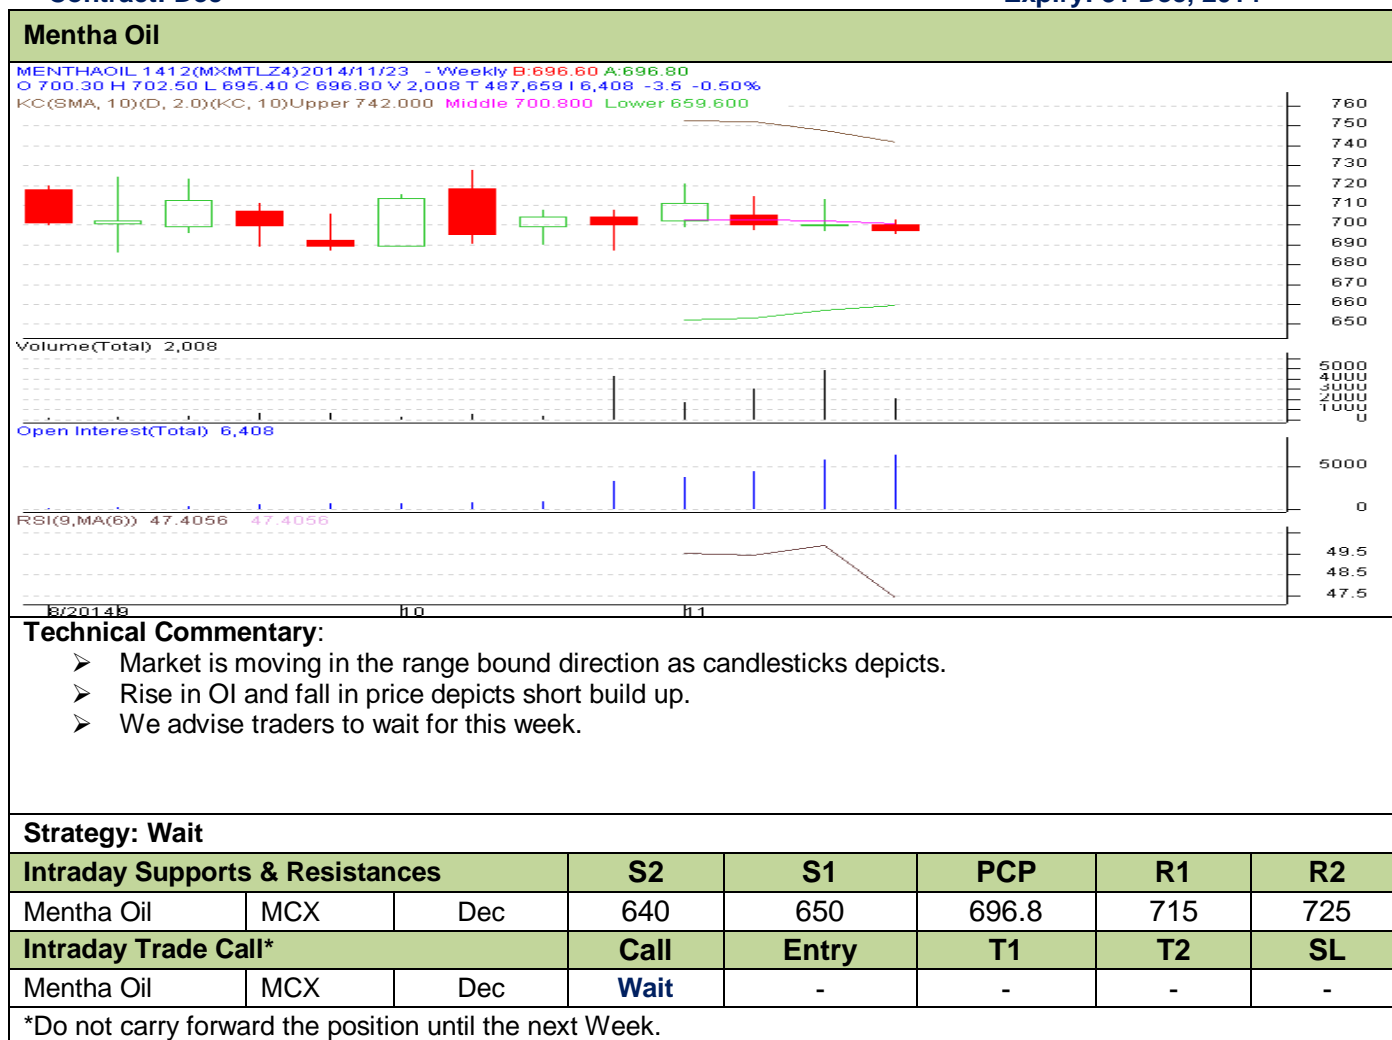 Mentha Oil
MENTHAOIL 1412(MXMTLZ4)2014/11/23 - Weekly B:696.60 A:696.80
O 700.30 H 702.50 L 695.40 C 696.80 V 2,008 T 487,659 I 6,408 -3.5 -0.50%
KC(SMA, 10)(D, 2.0)(KC, 10)Upper 742.000 Middle 700.800 Lower 659.600
760
750
740
730
720
710
700
690
680
670
660
650
Volume(Total) 2,008
5000
4000
3000
2000
1000
0
Open Interest(Total) 6,408
5000
0
RSI(9,MA(6)) 47.4056 47.4056
49.5
48.5
47.5
8/2014 9 10 11
Technical Commentary:
➢ Market is moving in the range bound direction as candlesticks depicts.
➢ Rise in OI and fall in price depicts short build up.
➢ We advise traders to wait for this week.
Strategy: Wait
Intraday Supports & Resistances S2 S1 PCP R1 R2
Mentha Oil MCX Dec 640 650 696.8 715 725
Intraday Trade Call* Call Entry T1 T2 SL
Mentha Oil MCX Dec Wait - - - -
*Do not carry forward the position until the next Week.